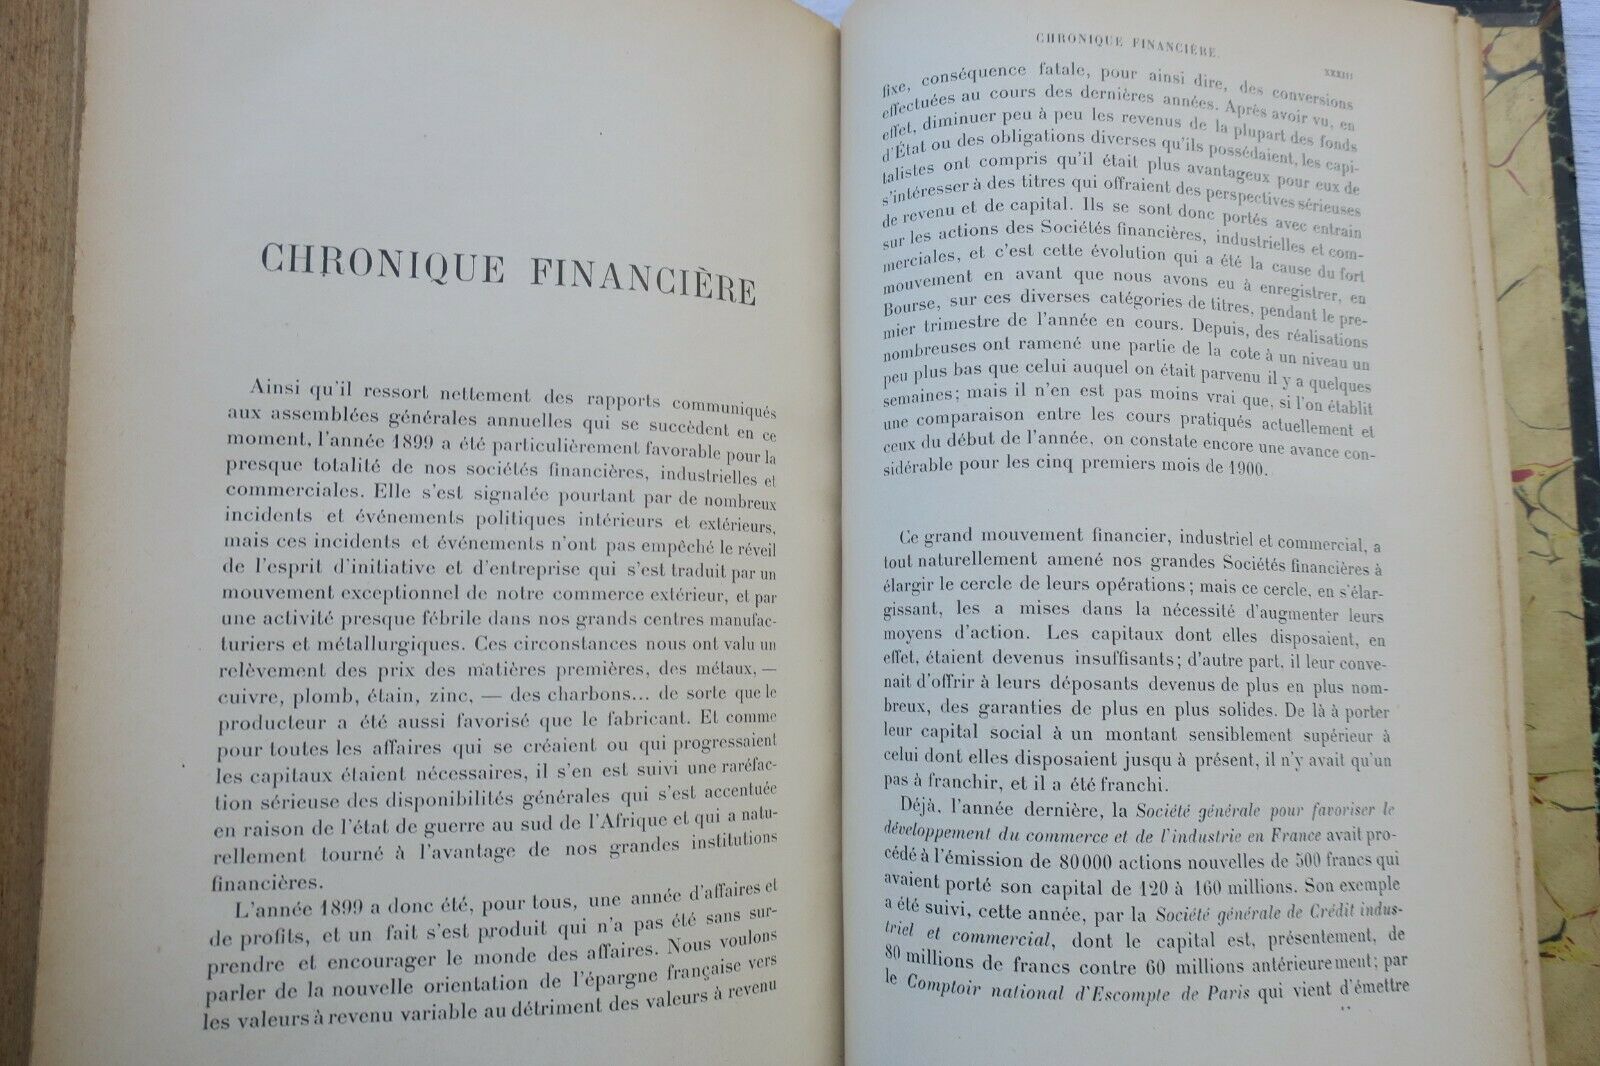 CHRONIQUE FINANCIÈRE
Ainsi qu'il ressort nettement des rapports communiqués
aux assemblées générales annuelles qui se succèdent en ce
moment, l'année 1899 a été particulièrement favorable pour la
presque totalité de nos sociétés financières, industrielles et
commerciales. Elle s'est signalée pourtant par de nombreux
incidents et événements politiques intérieurs et extérieurs,
mais ces incidents et événements n'ont pas empêché le réveil
de l'esprit d'initiative et d'entreprise qui s'est traduit par un
mouvement exceptionnel de notre commerce extérieur, et par
une activité presque fébrile dans nos grands centres manufac-
turiers et métallurgiques. Ces circonstances nous ont valu un
relèvement des prix des matières premières, des métaux, —
cuivre, plomb, étain, zinc, — des charbons... de sorte que le
producteur a été aussi favorisé que le fabricant. Et comme
pour toutes les affaires qui se créaient ou qui progressaient
les capitaux étaient nécessaires, il s'en est suivi une raréfac-
tion sérieuse des disponibilités générales qui s'est accentuée
en raison de l'état de guerre au sud de l'Afrique et qui a natu-
rellement tourné à l'avantage de nos grandes institutions
financières.
L'année 1899 a donc été, pour tous, une année d'affaires et
de profits, et un fait s'est produit qui n'a pas été sans sur-
prendre et encourager le monde des affaires. Nous voulons
parler de la nouvelle orientation de l'épargne française vers
les valeurs à revenu variable au détriment des valeurs à revenu
CHRONIQUE FINANCIÈRE.
XXXIII
fixe, conséquence fatale, pour ainsi dire, des conversions
effectuées au cours des dernières années. Après avoir vu, en
effet, diminuer peu à peu les revenus de la plupart des fonds
d'État ou des obligations diverses qu'ils possédaient, les capi-
talistes ont compris qu'il était plus avantageux pour eux de
s'intéresser à des titres qui offraient des perspectives sérieuses
de revenu et de capital. Ils se sont donc portés avec entrain
sur les actions des Sociétés financières, industrielles et com-
merciales, et c'est cette évolution qui a été la cause du fort
mouvement en avant que nous avons eu à enregistrer, en
Bourse, sur ces diverses catégories de titres, pendant le pre-
mier trimestre de l'année en cours. Depuis, des réalisations
nombreuses ont ramené une partie de la cote à un niveau un
peu plus bas que celui auquel on était parvenu il y a quelques
semaines; mais il n'en est pas moins vrai que, si l'on établit
une comparaison entre les cours pratiqués actuellement et
ceux du début de l'année, on constate encore une avance con-
sidérable pour les cinq premiers mois de 1900.
Ce grand mouvement financier, industriel et commercial, a
tout naturellement amené nos grandes Sociétés financières à
élargir le cercle de leurs opérations; mais ce cercle, en s'élar-
gissant, les a mises dans la nécessité d'augmenter leurs
moyens d'action. Les capitaux dont elles disposaient, en
effet, étaient devenus insuffisants; d'autre part, il leur conve-
nait d'offrir à leurs déposants devenus de plus en plus nom-
breux, des garanties de plus en plus solides. De là à porter
leur capital social à un montant sensiblement supérieur à
celui dont elles disposaient jusqu'à présent, il n'y avait qu'un
pas à franchir, et il a été franchi.
Déjà, l'année dernière, la Société générale pour favoriser le
développement du commerce et de l'industrie en France avait pro-
cédé à l'émission de 80000 actions nouvelles de 500 francs qui
avaient porté son capital de 120 à 160 millions. Son exemple
a été suivi, cette année, par la Société générale de Crédit indus-
triel et commercial, dont le capital est, présentement, de
80 millions de francs contre 60 millions antérieurement; par
le Comptoir national d'Escompte de Paris qui vient d'émettre